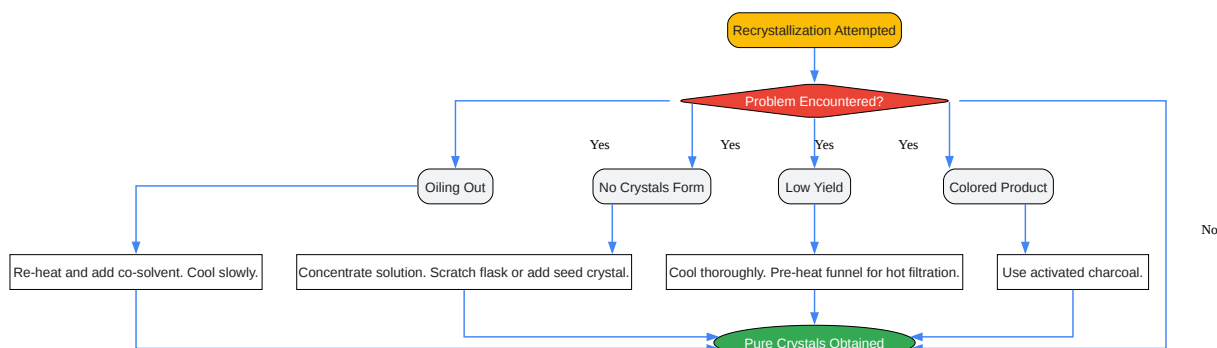 Recrystallization Attempted
Problem Encountered?
Yes
Yes
Yes
Yes
Oiling Out
No Crystals Form
Low Yield
Colored Product
No
Re-heat and add co-solvent. Cool slowly.
Concentrate solution. Scratch flask or add seed crystal.
Cool thoroughly. Pre-heat funnel for hot filtration.
Use activated charcoal.
Pure Crystals Obtained